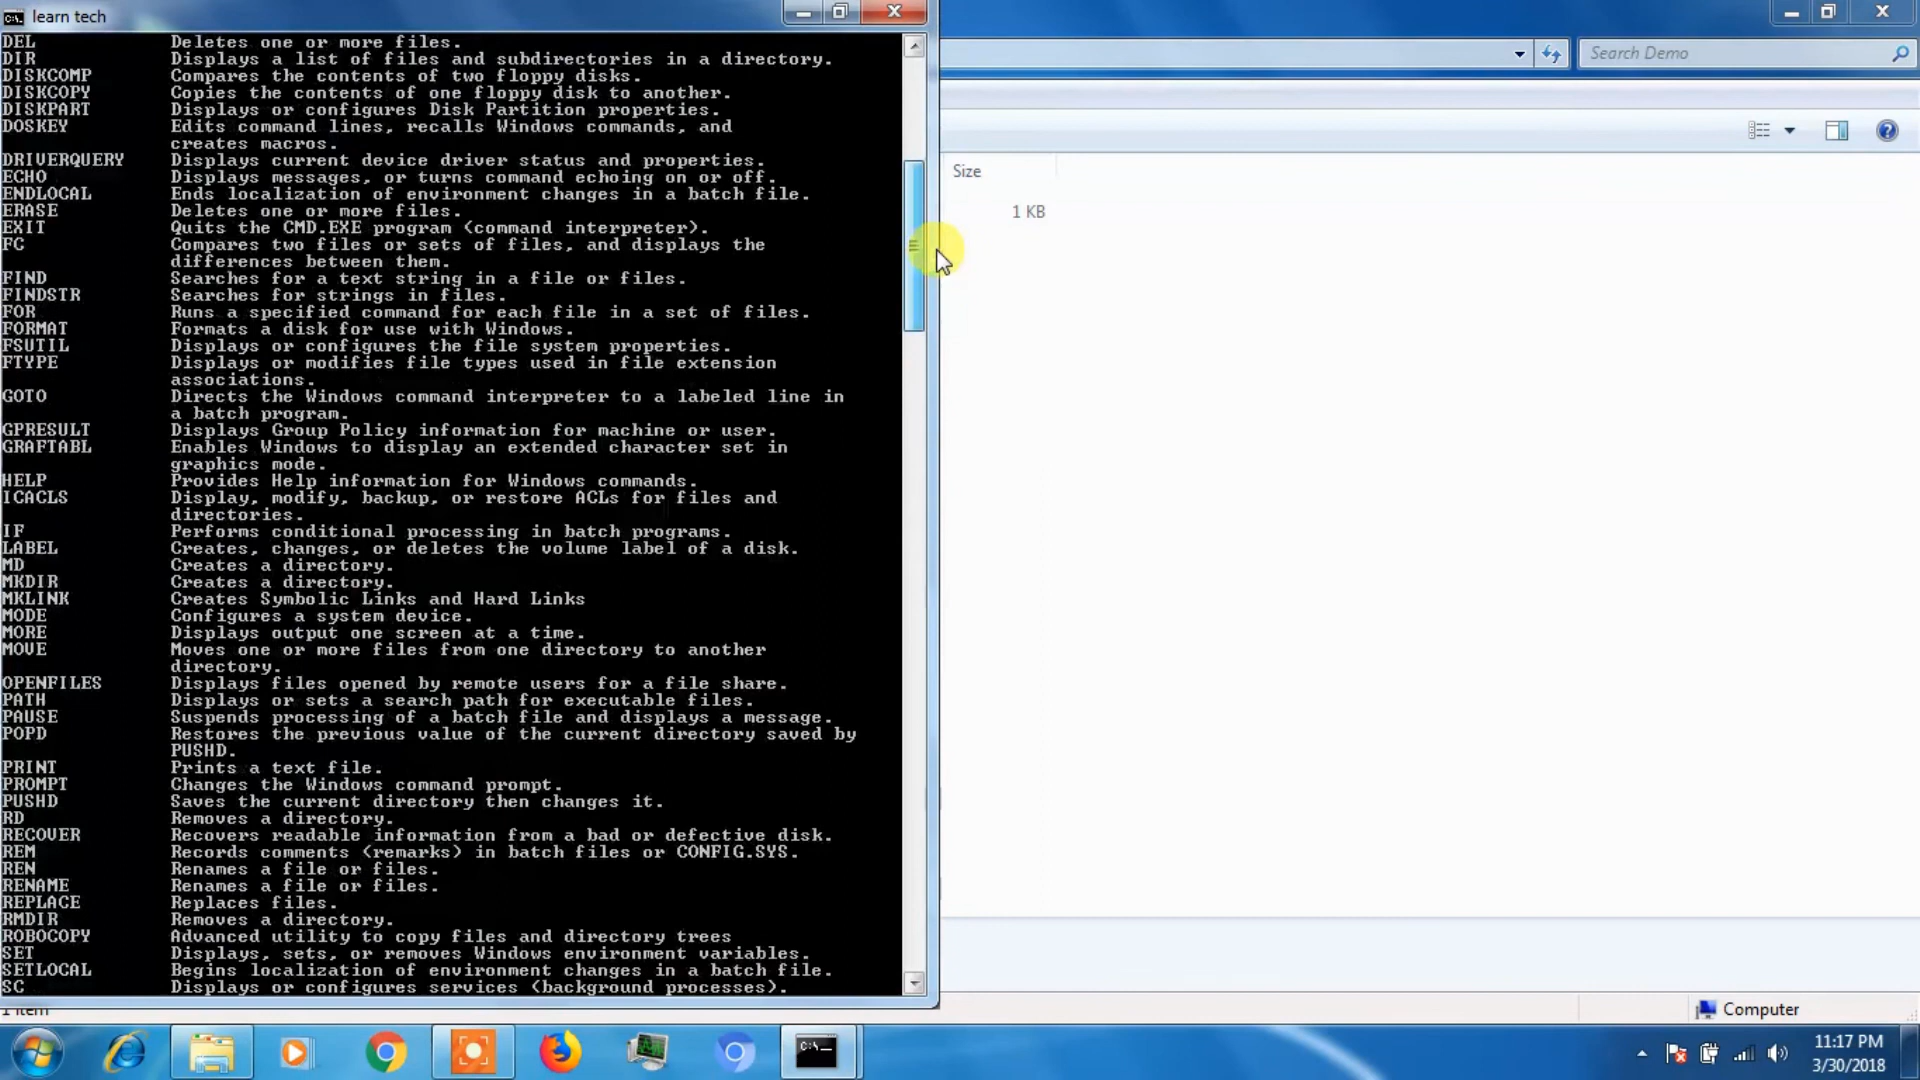 learn tech
DEL Deletes one or more files.
DIR Displays a list of files and subdirectories in a directory.
DISKCOMP Compares the contents of two floppy disks.
DISKCOPY Copies the contents of one floppy disk to another.
DISKPART Displays or configures Disk Partition properties.
DOSKEY Edits command lines, recalls Windows commands, and
creates macros.
DRIVERQUERY Displays current device driver status and properties.
ECHO Displays messages, or turns command echoing on or off.
ENDLOCAL Ends localization of environment changes in a batch file.
ERASE Deletes one or more files.
EXIT Quits the CMD.EXE program (command interpreter).
FC Compares two files or sets of files, and displays the
differences between them.
FIND Searches for a text string in a file or files.
FINDSTR Searches for strings in files.
FOR Runs a specified command for each file in a set of files.
FORMAT Formats a disk for use with Windows.
FSUTIL Displays or configures the file system properties.
FTYPE Displays or modifies file types used in file extension
associations.
GOTO Directs the Windows command interpreter to a labeled line in
a batch program.
GPRESULT Displays Group Policy information for machine or user.
GRAFTABL Enables Windows to display an extended character set in
graphics mode.
HELP Provides Help information for Windows commands.
ICACLS Display, modify, backup, or restore ACLs for files and
directories.
IF Performs conditional processing in batch programs.
LABEL Creates, changes, or deletes the volume label of a disk.
MD Creates a directory.
MKDIR Creates a directory.
MKLINK Creates Symbolic Links and Hard Links
MODE Configures a system device.
MORE Displays output one screen at a time.
MOVE Moves one or more files from one directory to another
directory.
OPENFILES Displays files opened by remote users for a file share.
PATH Displays or sets a search path for executable files.
PAUSE Suspends processing of a batch file and displays a message.
POPD Restores the previous value of the current directory saved by
PUSHD.
PRINT Prints a text file.
PROMPT Changes the Windows command prompt.
PUSHD Saves the current directory then changes it.
RD Removes a directory.
RECOVER Recovers readable information from a bad or defective disk.
REM Records comments (remarks) in batch files or CONFIG.SYS.
REN Renames a file or files.
RENAME Renames a file or files.
REPLACE Replaces files.
RMDIR Removes a directory.
ROBOCOPY Advanced utility to copy files and directory trees
SET Displays, sets, or removes Windows environment variables.
SETLOCAL Begins localization of environment changes in a batch file.
SC Displays or configures services (background processes).
Search Demo
Size
1 KB
1 item
Computer
C:\_
11:17 PM
3/30/2018